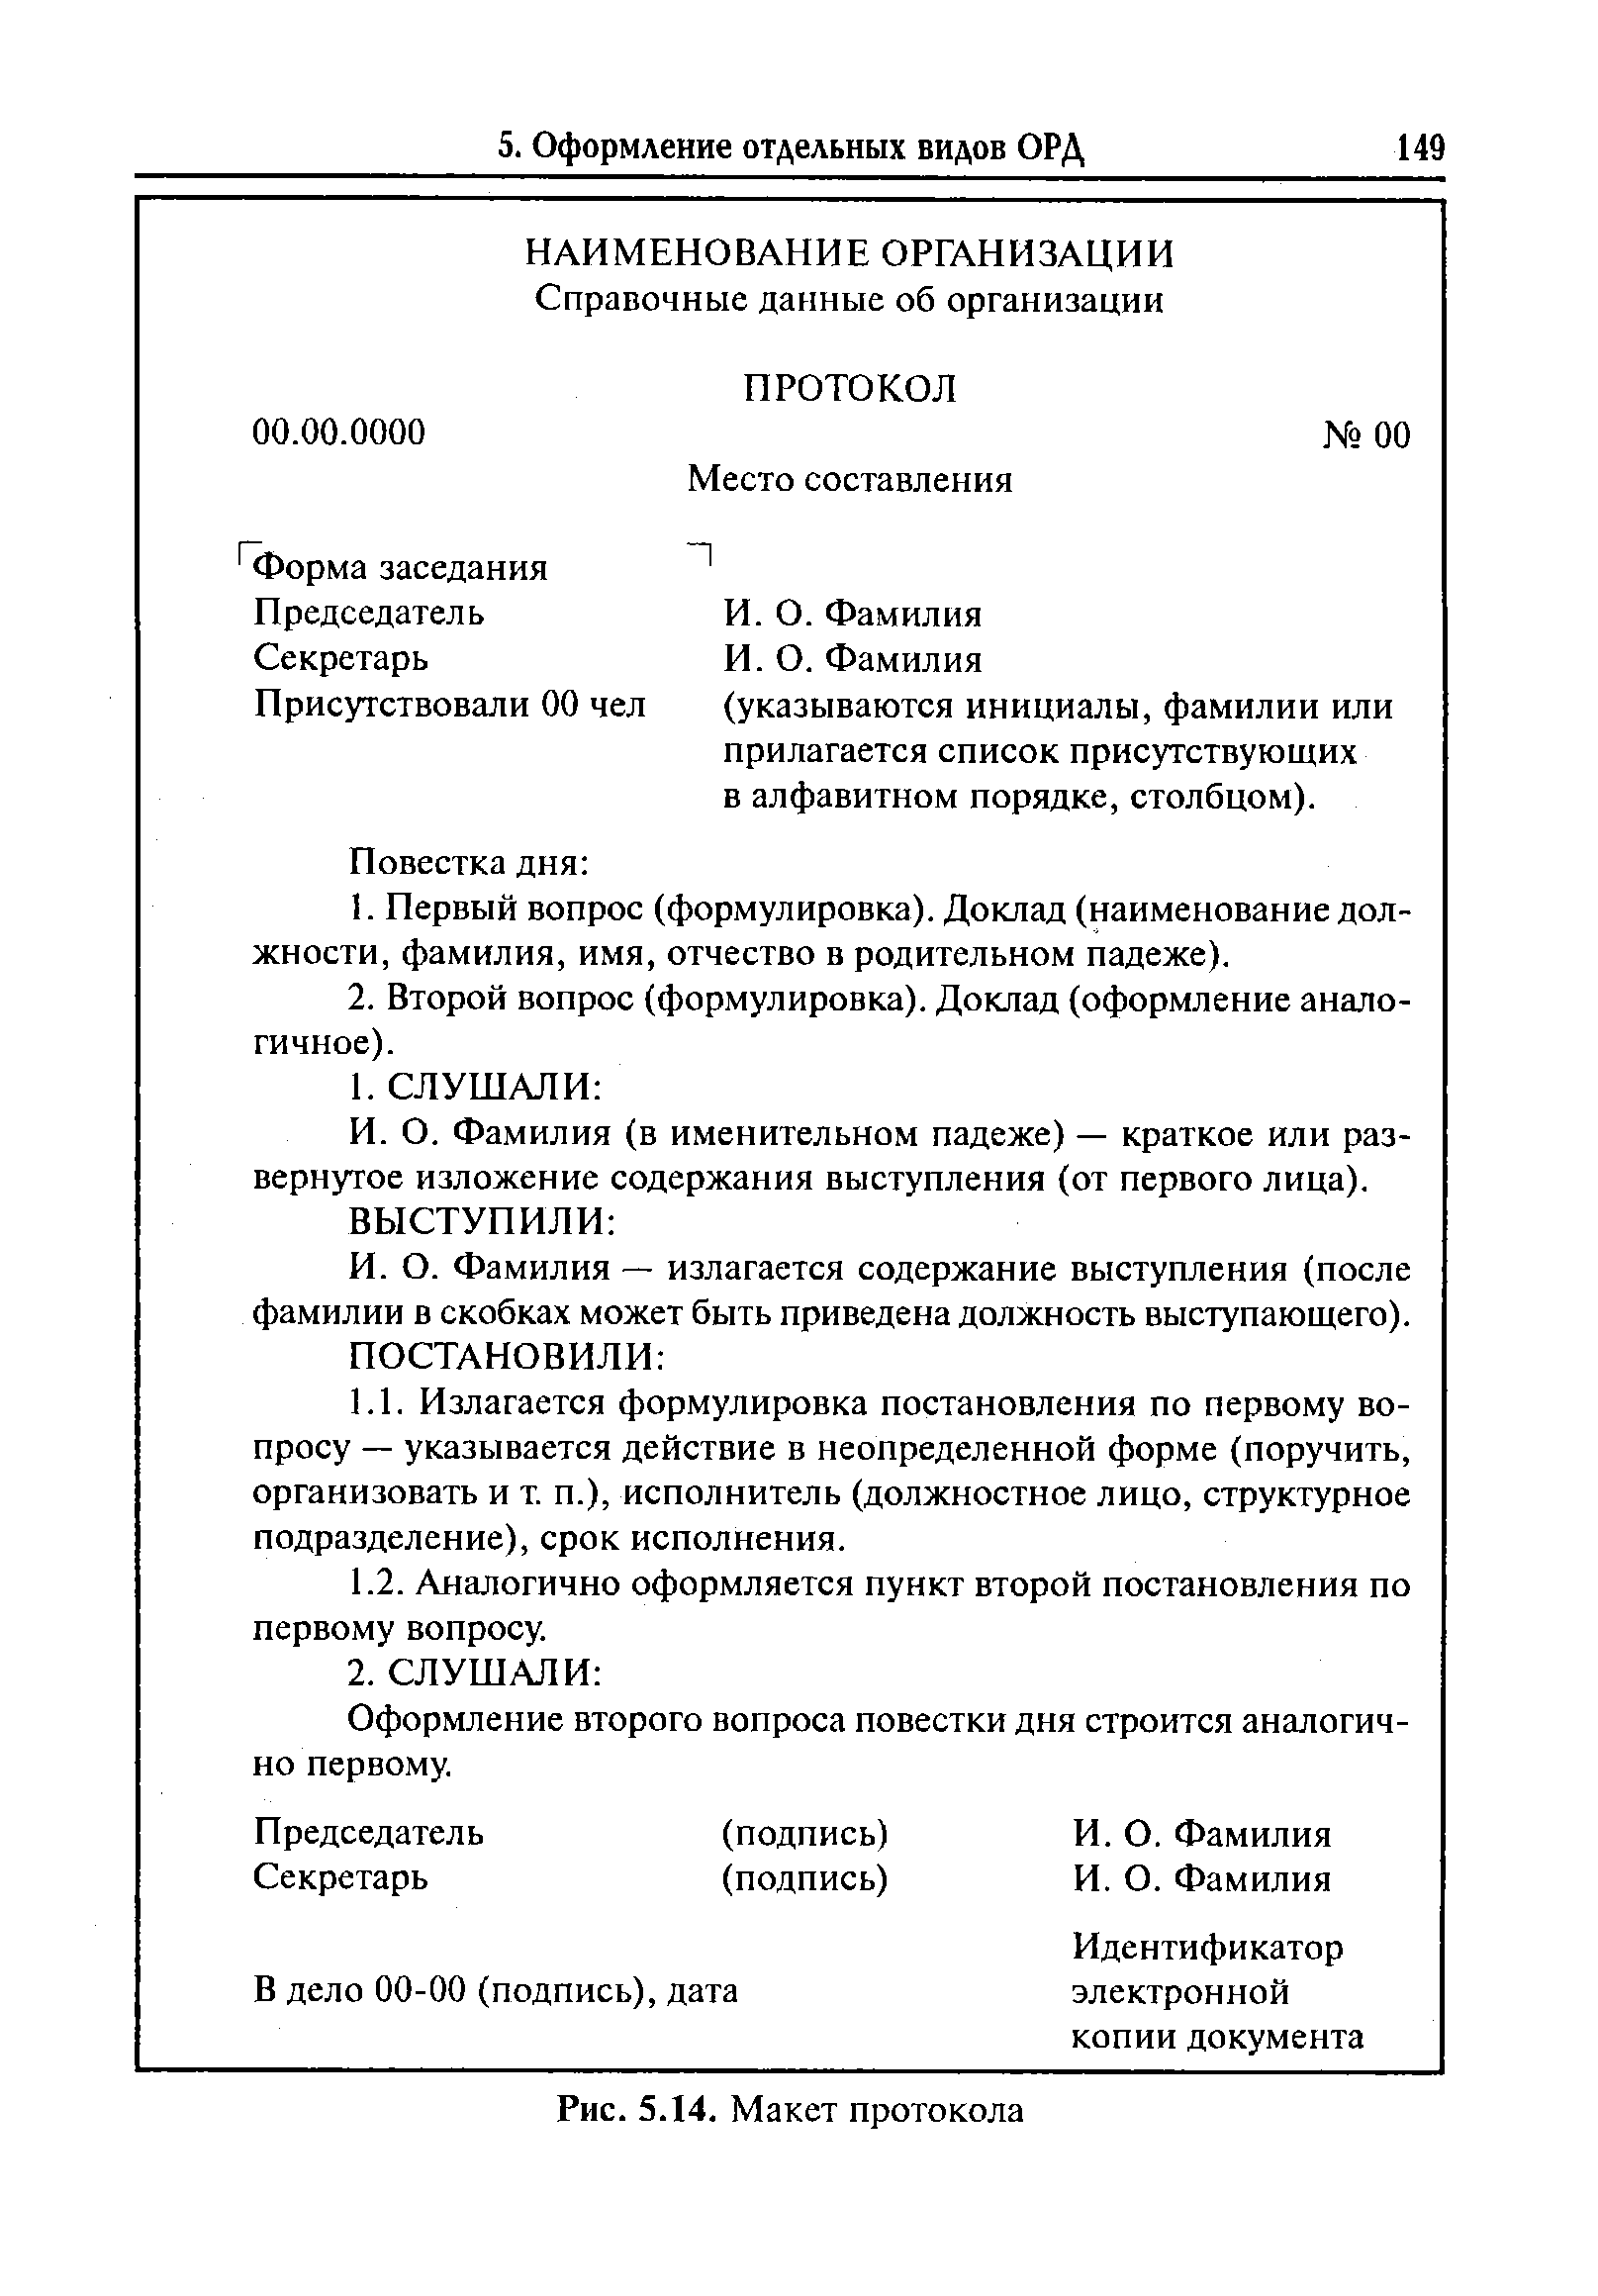 5. Оформление отдельных видов ОРД 149
НАИМЕНОВАНИЕ ОРГАНИЗАЦИИ
Справочные данные об организации
ПРОТОКОЛ
00.00.0000 № 00
Место составления
Форма заседания
Председатель И. О. Фамилия
Секретарь И. О. Фамилия
Присутствовали 00 чел (указываются инициалы, фамилии или
прилагается список присутствующих
в алфавитном порядке, столбцом).
Повестка дня:
1. Первый вопрос (формулировка). Доклад (наименование дол-
жности, фамилия, имя, отчество в родительном падеже).
2. Второй вопрос (формулировка). Доклад (оформление анало-
гичное).
1. СЛУШАЛИ:
И. О. Фамилия (в именительном падеже) — краткое или раз-
вернутое изложение содержания выступления (от первого лица).
ВЫСТУПИЛИ:
И. О. Фамилия — излагается содержание выступления (после
фамилии в скобках может быть приведена должность выступающего).
ПОСТАНОВИЛИ:
1.1. Излагается формулировка постановления по первому во-
просу — указывается действие в неопределенной форме (поручить,
организовать и т. п.), исполнитель (должностное лицо, структурное
подразделение), срок исполнения.
1.2. Аналогично оформляется пункт второй постановления по
первому вопросу.
2. СЛУШАЛИ:
Оформление второго вопроса повестки дня строится аналогич-
но первому.
Председатель (подпись) И. О. Фамилия
Секретарь (подпись) И. О. Фамилия
Идентификатор
В дело 00-00 (подпись), дата электронной
копии документа
Рис. 5.14. Макет протокола